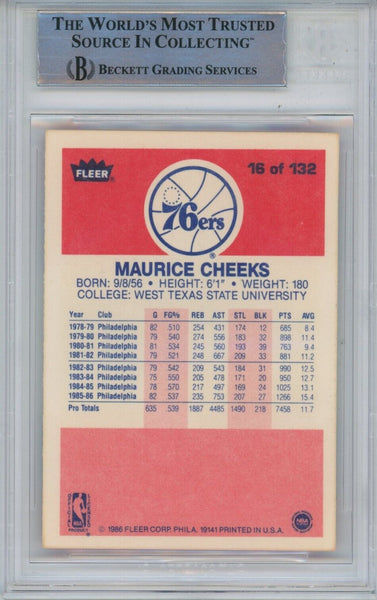 THE WORLD'S MOST TRUSTED
SOURCE IN COLLECTING™
B BECKETT GRADING SERVICES
FLEER®
16 of 132
76ers®
MAURICE CHEEKS
BORN: 9/8/56 • HEIGHT: 6'1" • WEIGHT: 180
COLLEGE: WEST TEXAS STATE UNIVERSITY
Year Club G FG% REB AST STL BLK PTS AVG
1978-79 Philadelphia 82 .510 254 431 174 12 685 8.4
1979-80 Philadelphia 79 .540 274 556 183 32 898 11.4
1980-81 Philadelphia 81 .534 245 560 193 39 763 9.4
1981-82 Philadelphia 79 .521 248 667 209 33 881 11.2
1982-83 Philadelphia 79 .542 209 543 184 31 990 12.5
1983-84 Philadelphia 75 .550 205 478 171 20 950 12.7
1984-85 Philadelphia 78 .570 217 497 169 24 1025 13.1
1985-86 Philadelphia 82 .537 235 753 207 27 1266 15.4
Pro Totals 635 .539 1887 4485 1490 218 7458 11.7
NBA
PRODUCT
© 1986 FLEER CORP. PHILA. 19141 PRINTED IN U.S.A.